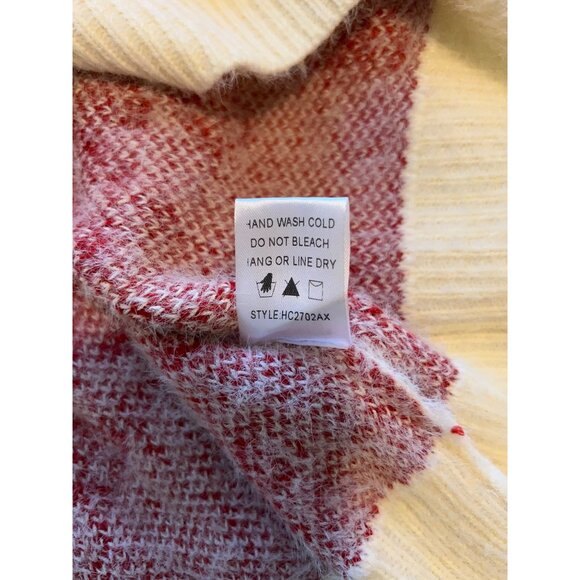 HAND WASH COLD
DO NOT BLEACH
HANG OR LINE DRY
STYLE:HC2702AX